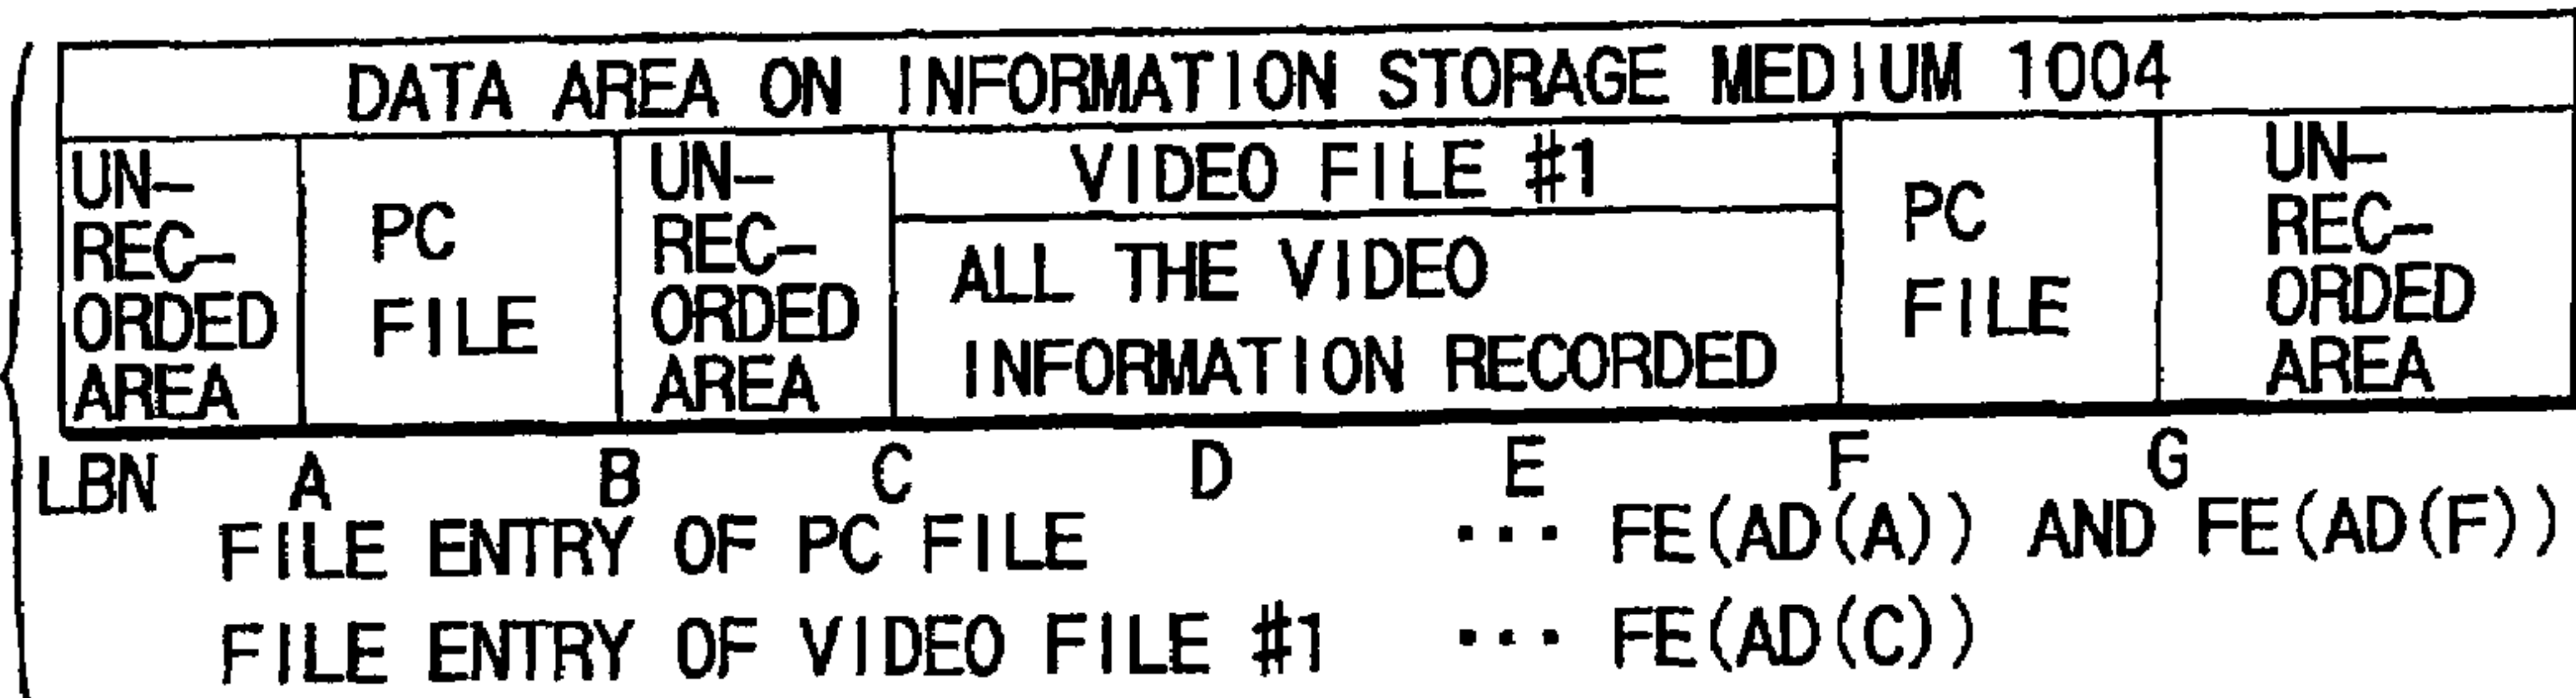 DATA AREA ON INFORMATION STORAGE MEDIUM 1004
UN-
REC-
ORDED
AREA
PC
FILE
UN-
REC-
ORDED
AREA
VIDEO FILE #1
ALL THE VIDEO
INFORMATION RECORDED
PC
FILE
UN-
REC-
ORDED
AREA
LBN A B C D E F G
FILE ENTRY OF PC FILE ··· FE(AD(A)) AND FE(AD(F))
FILE ENTRY OF VIDEO FILE #1 ··· FE(AD(C))